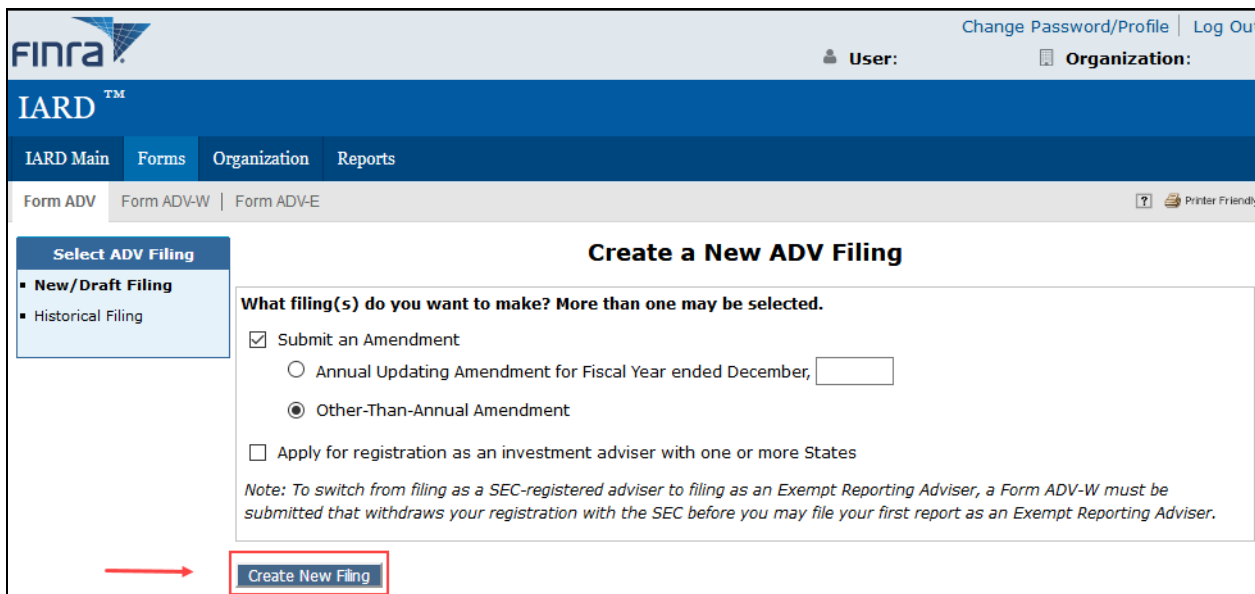 Change Password/Profile | Log Out
Finra
User: Organization:
IARD ™
IARD Main Forms Organization Reports
Form ADV Form ADV-W | Form ADV-E ? Printer Friendly
Select ADV Filing
New/Draft Filing
Historical Filing
Create a New ADV Filing
What filing(s) do you want to make? More than one may be selected.
Submit an Amendment
Annual Updating Amendment for Fiscal Year ended December,
Other-Than-Annual Amendment
Apply for registration as an investment adviser with one or more States
Note: To switch from filing as a SEC-registered adviser to filing as an Exempt Reporting Adviser, a Form ADV-W must be
submitted that withdraws your registration with the SEC before you may file your first report as an Exempt Reporting Adviser.
Create New Filing